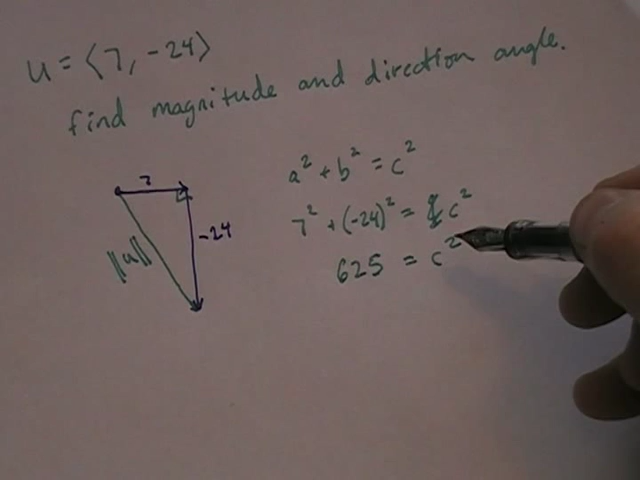 u = ⟨7, -24⟩
find magnitude and direction angle.
7
-24
||u||
a² + b² = c²
7² + (-24)² = c²
625 = c²